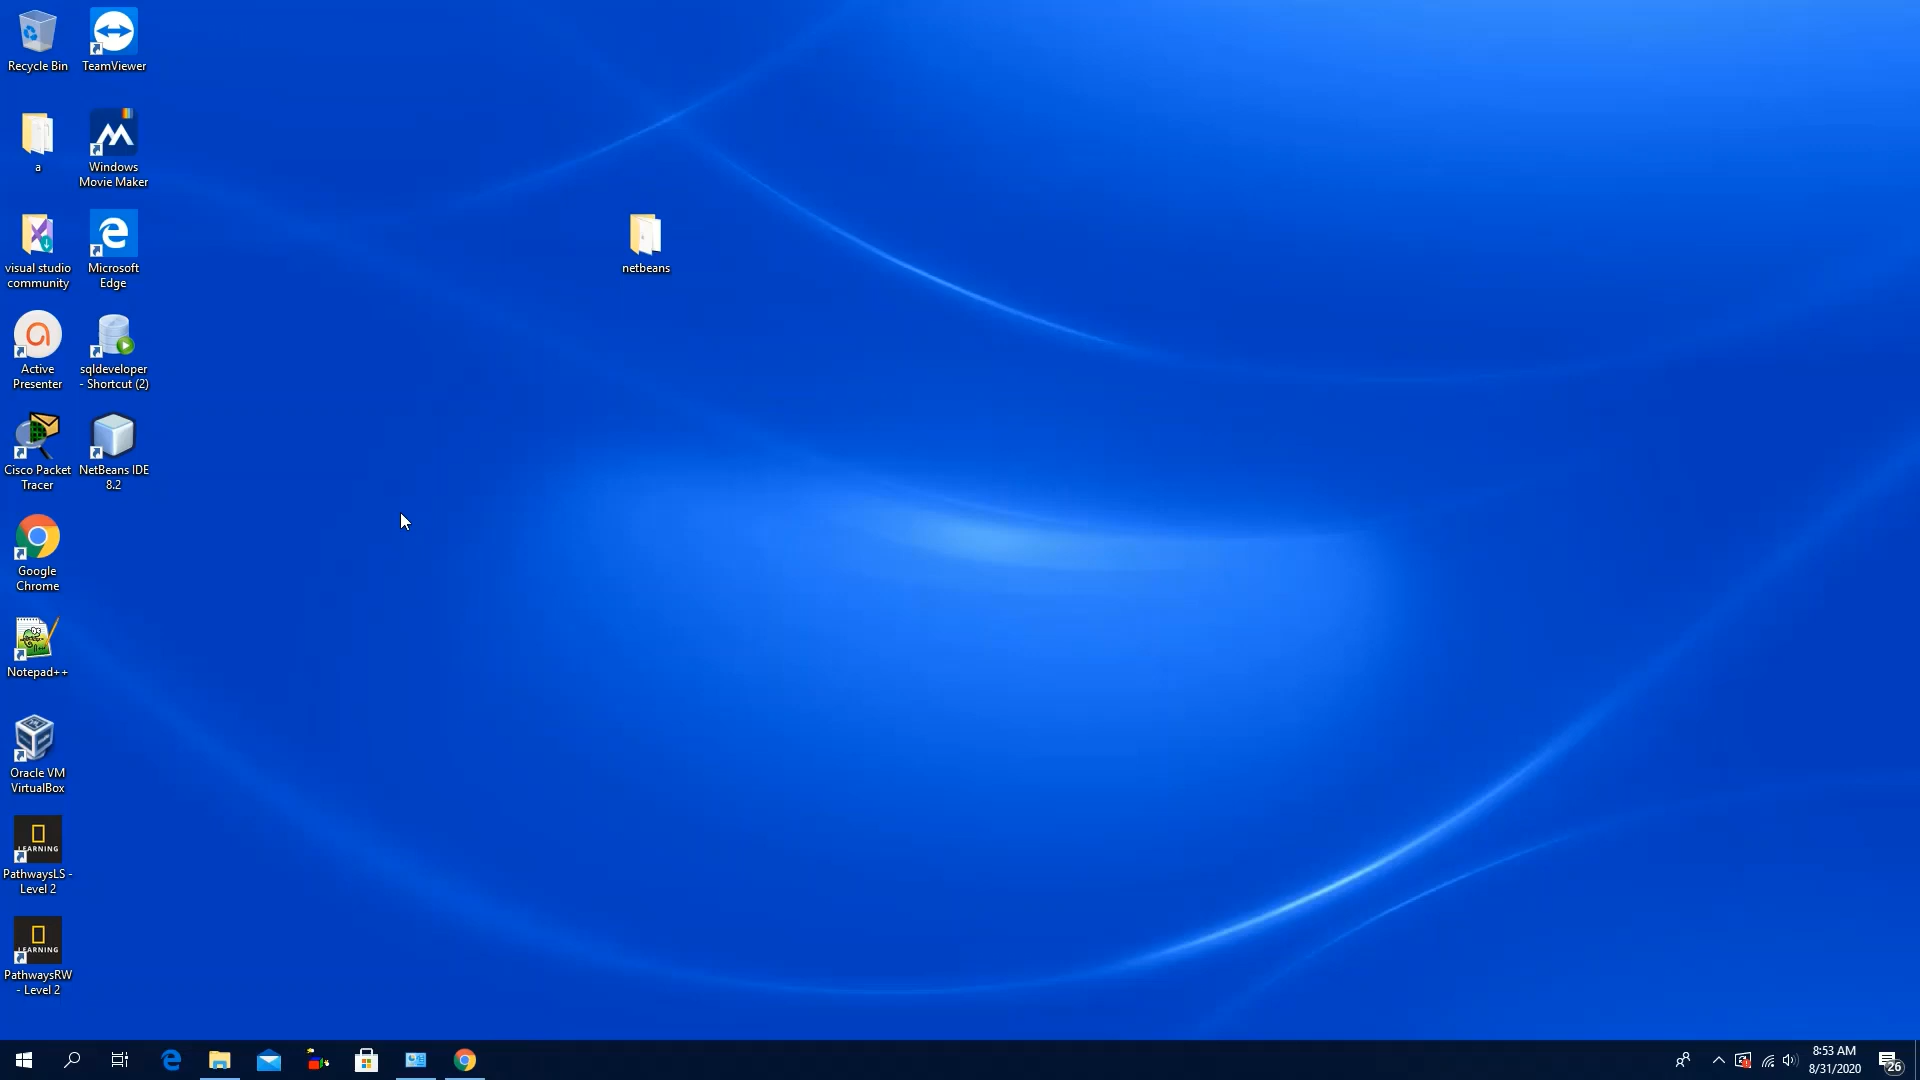 Recycle Bin
TeamViewer
a
Windows
Movie Maker
visual studio
community
Microsoft
Edge
netbeans
Active
Presenter
sqldeveloper
- Shortcut (2)
Cisco Packet
Tracer
NetBeans IDE
8.2
Google
Chrome
Notepad++
Oracle VM
VirtualBox
LEARNING
PathwaysLS -
Level 2
LEARNING
PathwaysRW
- Level 2
8:53 AM
8/31/2020
26